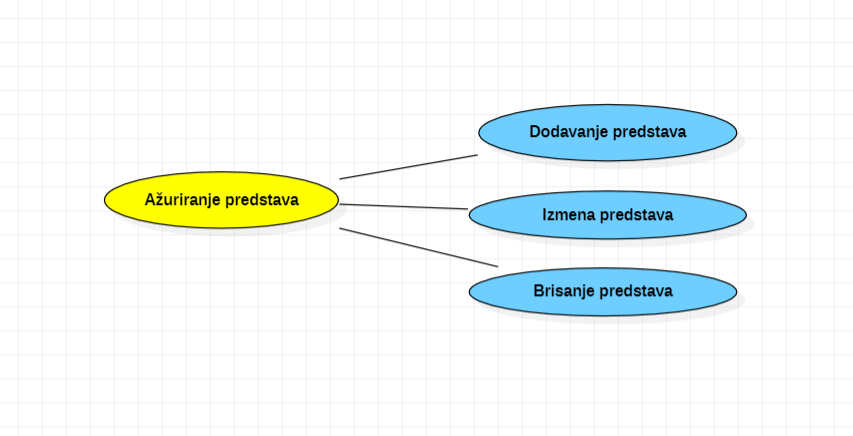 Dodavanje predstava
Ažuriranje predstava
Izmena predstava
Brisanje predstava